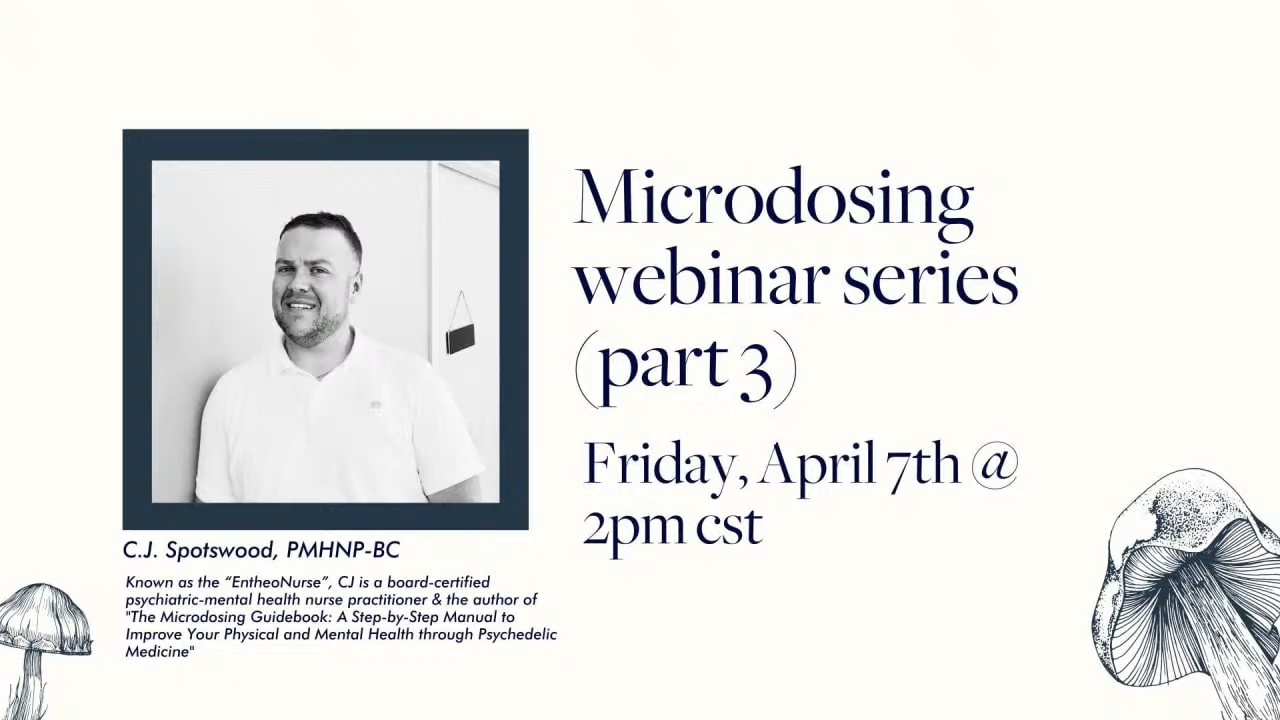 Microdosing
webinar series
(part 3)
Friday, April 7th @
2pm cst
C.J. Spotswood, PMHNP-BC
Known as the “EntheoNurse”, CJ is a board-certified
psychiatric-mental health nurse practitioner & the author of
"The Microdosing Guidebook: A Step-by-Step Manual to
Improve Your Physical and Mental Health through Psychedelic
Medicine"